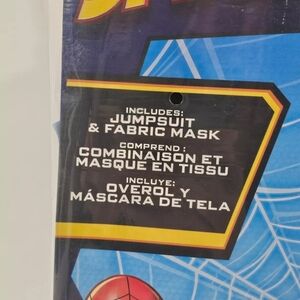 INCLUDES:
JUMPSUIT
& FABRIC MASK
COMPREND :
COMBINAISON ET
MASQUE EN TISSU
INCLUYE:
OVEROL Y
MÁSCARA DE TELA